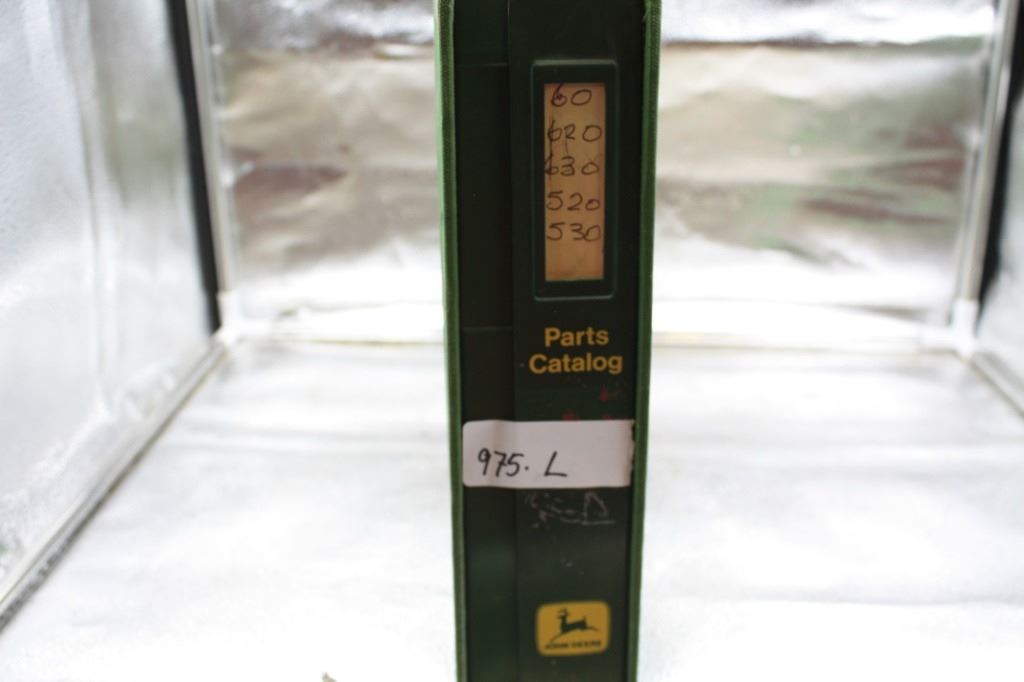 60
620
630
520
530
Parts
Catalog
975. L
JOHN DEERE